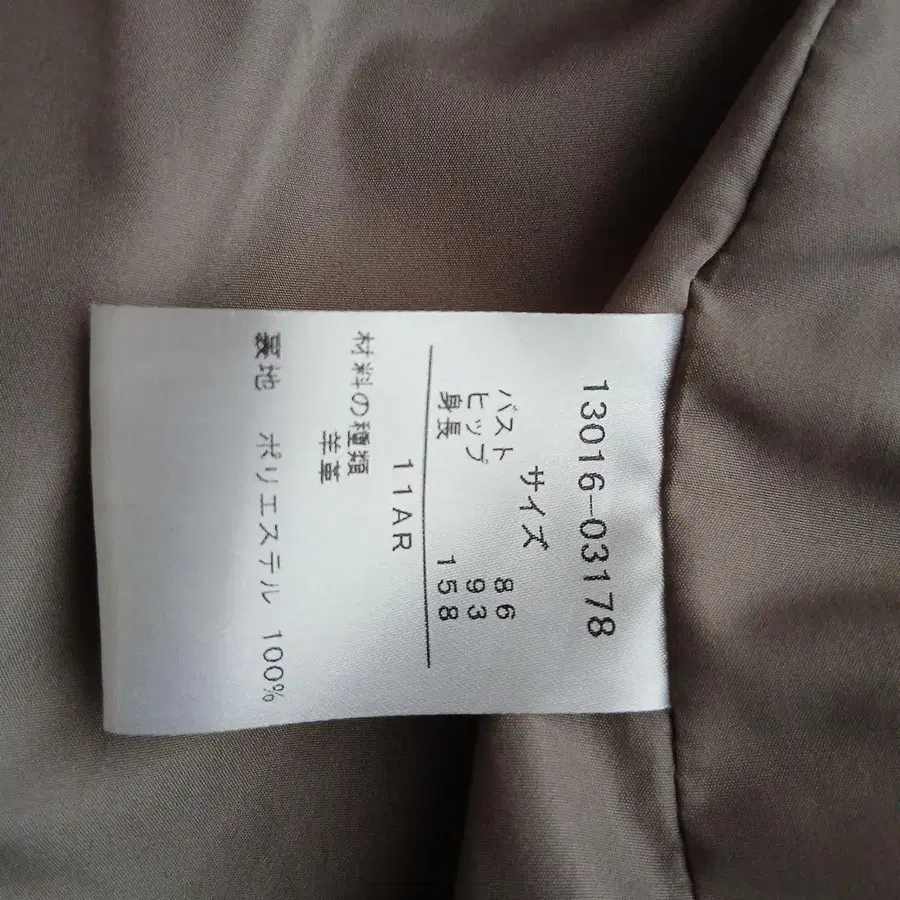 13016-03178
サイズ
バスト 86
ヒップ 93
身長 158
11AR
材料の種類
羊革
裏地 ポリエステル 100%